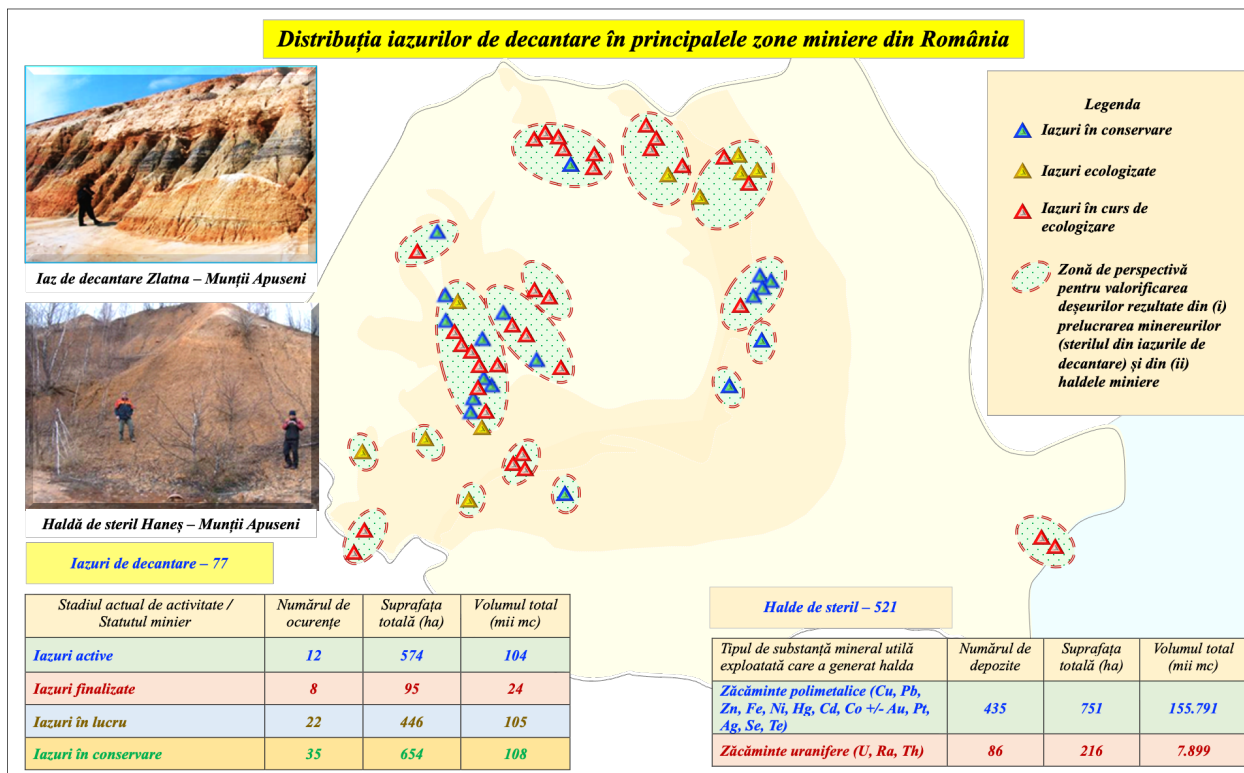 Distribuția iazurilor de decantare în principalele zone miniere din România
Iaz de decantare Zlatna – Munții Apuseni
Haldă de steril Haneș – Munții Apuseni
Legenda
Iazuri în conservare
Iazuri ecologizate
Iazuri în curs de
ecologizare
Zonă de perspectivă
pentru valorificarea
deșeurilor rezultate din (i)
prelucrarea minereurilor
(sterilul din iazurile de
decantare) și din (ii)
haldele miniere
Iazuri de decantare – 77
Stadiul actual de activitate /
Statutul minier
Numărul de
ocurențe
Suprafața
totală (ha)
Volumul total
(mii mc)
Iazuri active 12 574 104
Iazuri finalizate 8 95 24
Iazuri în lucru 22 446 105
Iazuri în conservare 35 654 108
Halde de steril – 521
Tipul de substanță mineral utilă
exploatată care a generat halda
Numărul de
depozite
Suprafața
totală (ha)
Volumul total
(mii mc)
Zăcăminte polimetalice (Cu, Pb,
Zn, Fe, Ni, Hg, Cd, Co +/- Au, Pt,
Ag, Se, Te)
435 751 155.791
Zăcăminte uranifere (U, Ra, Th) 86 216 7.899